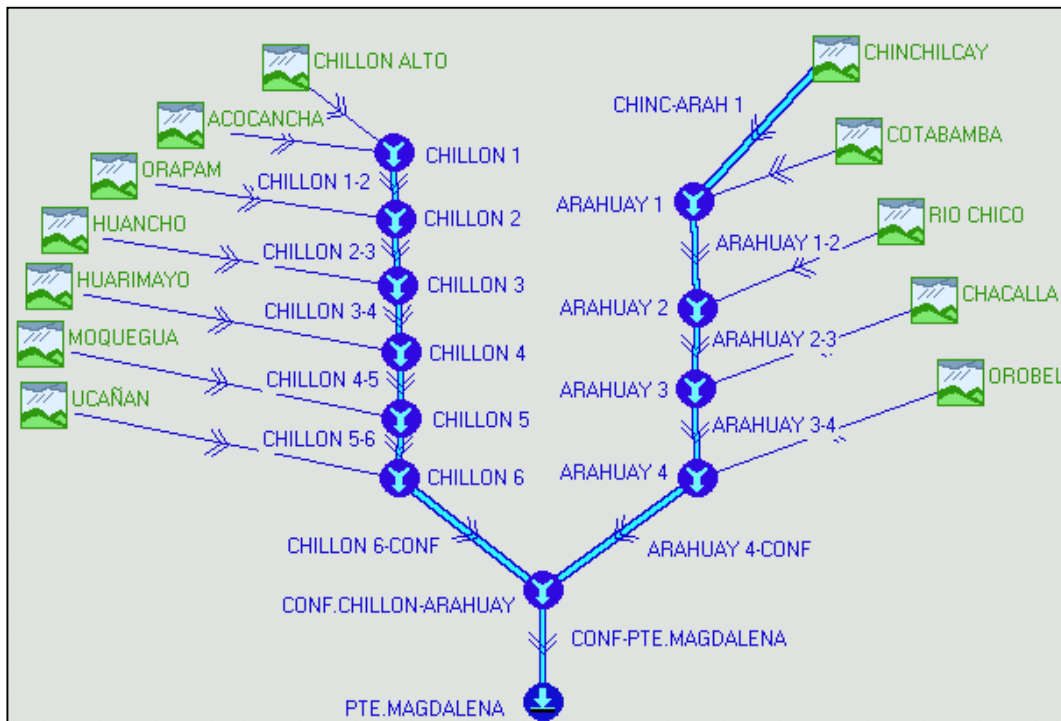 CHILLON ALTO
CHINCHILCAY
CHINC-ARAH 1
ACOCANCHA
COTABAMBA
CHILLON 1
ORAPAM
CHILLON 1-2
ARAHUAY 1
RIO CHICO
CHILLON 2
HUANCHO
ARAHUAY 1-2
CHILLON 2-3
HUARIMAYO
CHILLON 3
CHACALLA
CHILLON 3-4
ARAHUAY 2
MOQUEGUA
ARAHUAY 2-3
CHILLON 4
OROBEL
CHILLON 4-5
ARAHUAY 3
UCAÑAN
CHILLON 5
ARAHUAY 3-4
CHILLON 5-6
ARAHUAY 4
CHILLON 6
CHILLON 6-CONF
ARAHUAY 4-CONF
CONF.CHILLON-ARAHUAY
CONF-PTE.MAGDALENA
PTE.MAGDALENA